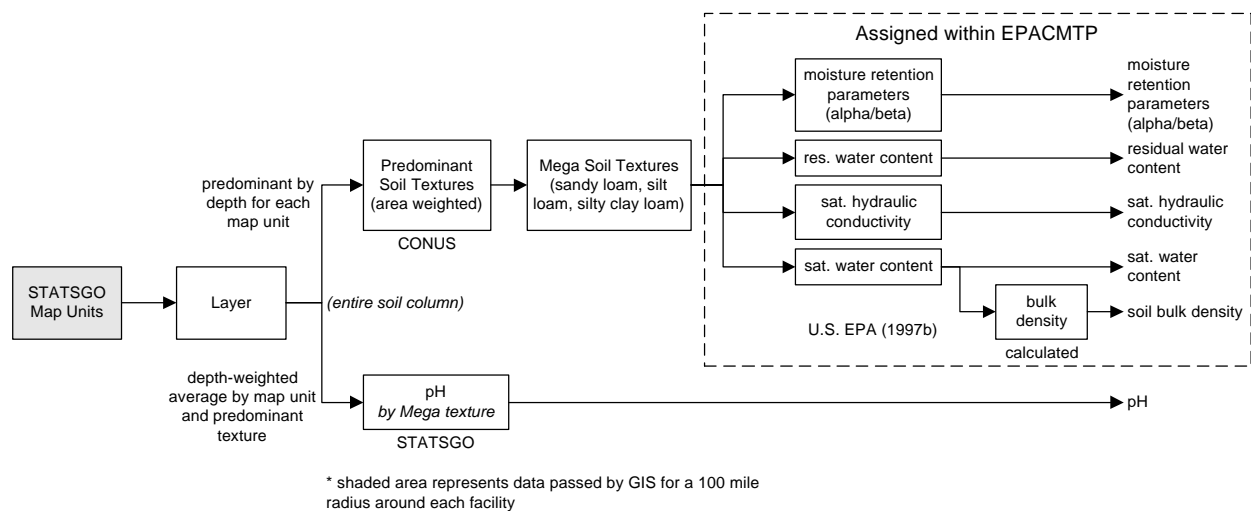 Assigned within EPACMTP
moisture retention
parameters
(alpha/beta)
moisture
retention
parameters
(alpha/beta)
res. water content
residual water
content
sat. hydraulic
conductivity
sat. hydraulic
conductivity
sat. water content
sat. water
content
bulk
density
calculated
soil bulk density
U.S. EPA (1997b)
predominant by
depth for each
map unit
Predominant
Soil Textures
(area weighted)
CONUS
Mega Soil Textures
(sandy loam, silt
loam, silty clay loam)
STATSGO
Map Units
Layer
(entire soil column)
depth-weighted
average by map unit
and predominant
texture
pH
by Mega texture
STATSGO
pH
* shaded area represents data passed by GIS for a 100 mile
radius around each facility